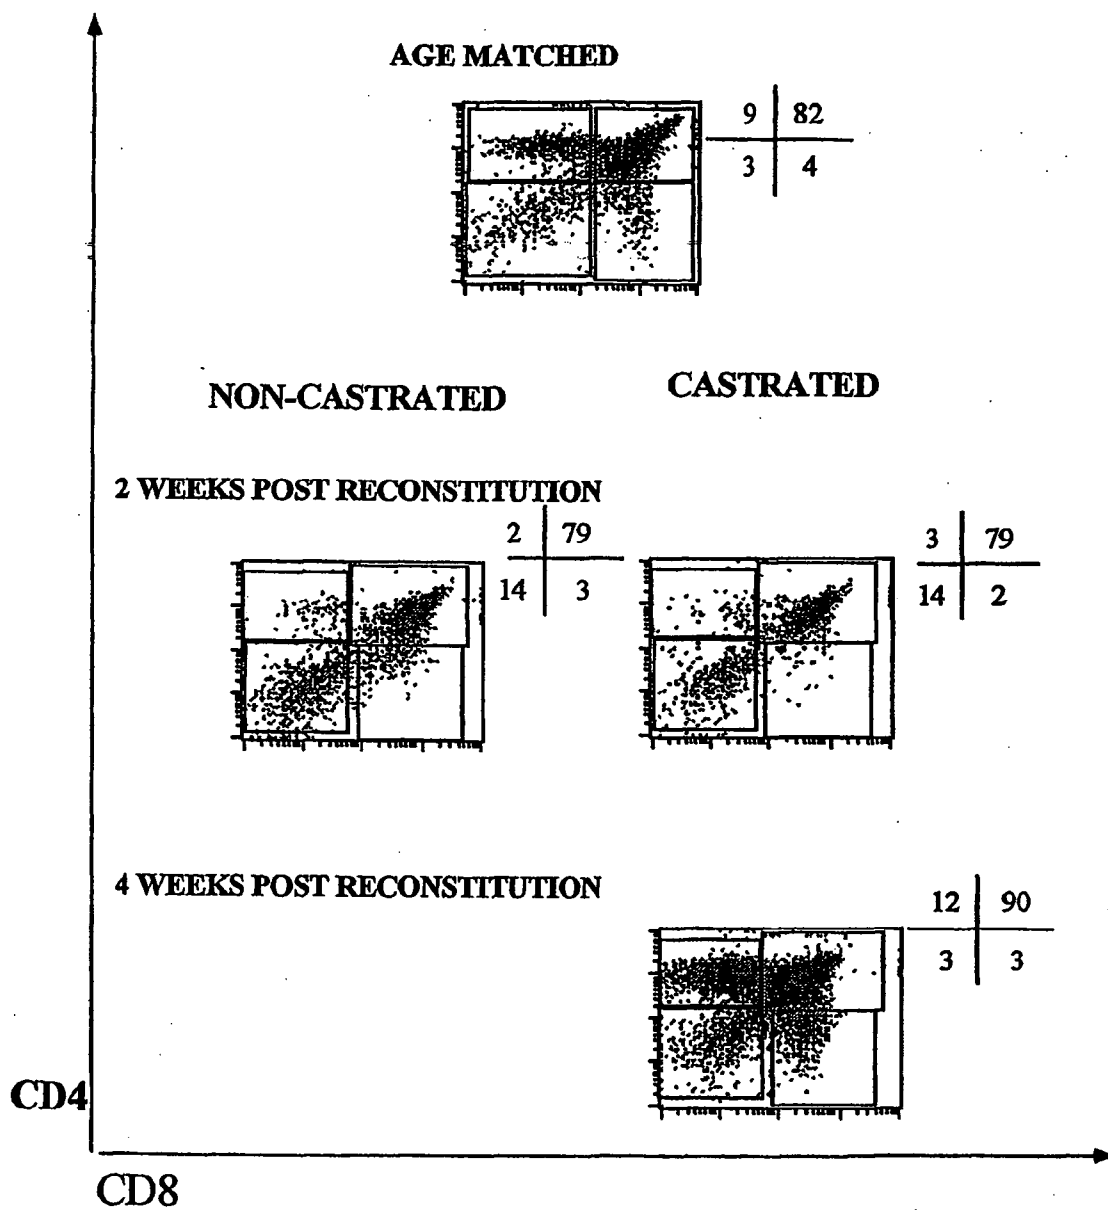 AGE MATCHED
9 82
3 4
NON-CASTRATED
CASTRATED
2 WEEKS POST RECONSTITUTION
2 79
14 3
3 79
14 2
4 WEEKS POST RECONSTITUTION
12 90
3 3
CD4
CD8